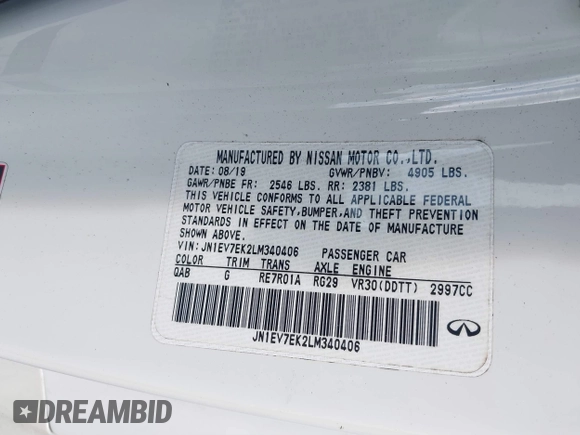 MANUFACTURED BY NISSAN MOTOR CO.,LTD.
DATE: 08/19 GVWR/PNBV: 4905 LBS.
GAWR/PNBE FR: 2546 LBS. RR: 2381 LBS.
THIS VEHICLE CONFORMS TO ALL APPLICABLE FEDERAL
MOTOR VEHICLE SAFETY,BUMPER,AND THEFT PREVENTION
STANDARDS IN EFFECT ON THE DATE OF MANUFACTURE
SHOWN ABOVE.
VIN: JN1EV7EK2LM340406 PASSENGER CAR
COLOR TRIM TRANS AXLE ENGINE
QAB G RE7R01A RG29 VR30(DDTT) 2997CC
JN1EV7EK2LM340406
DREAMBID